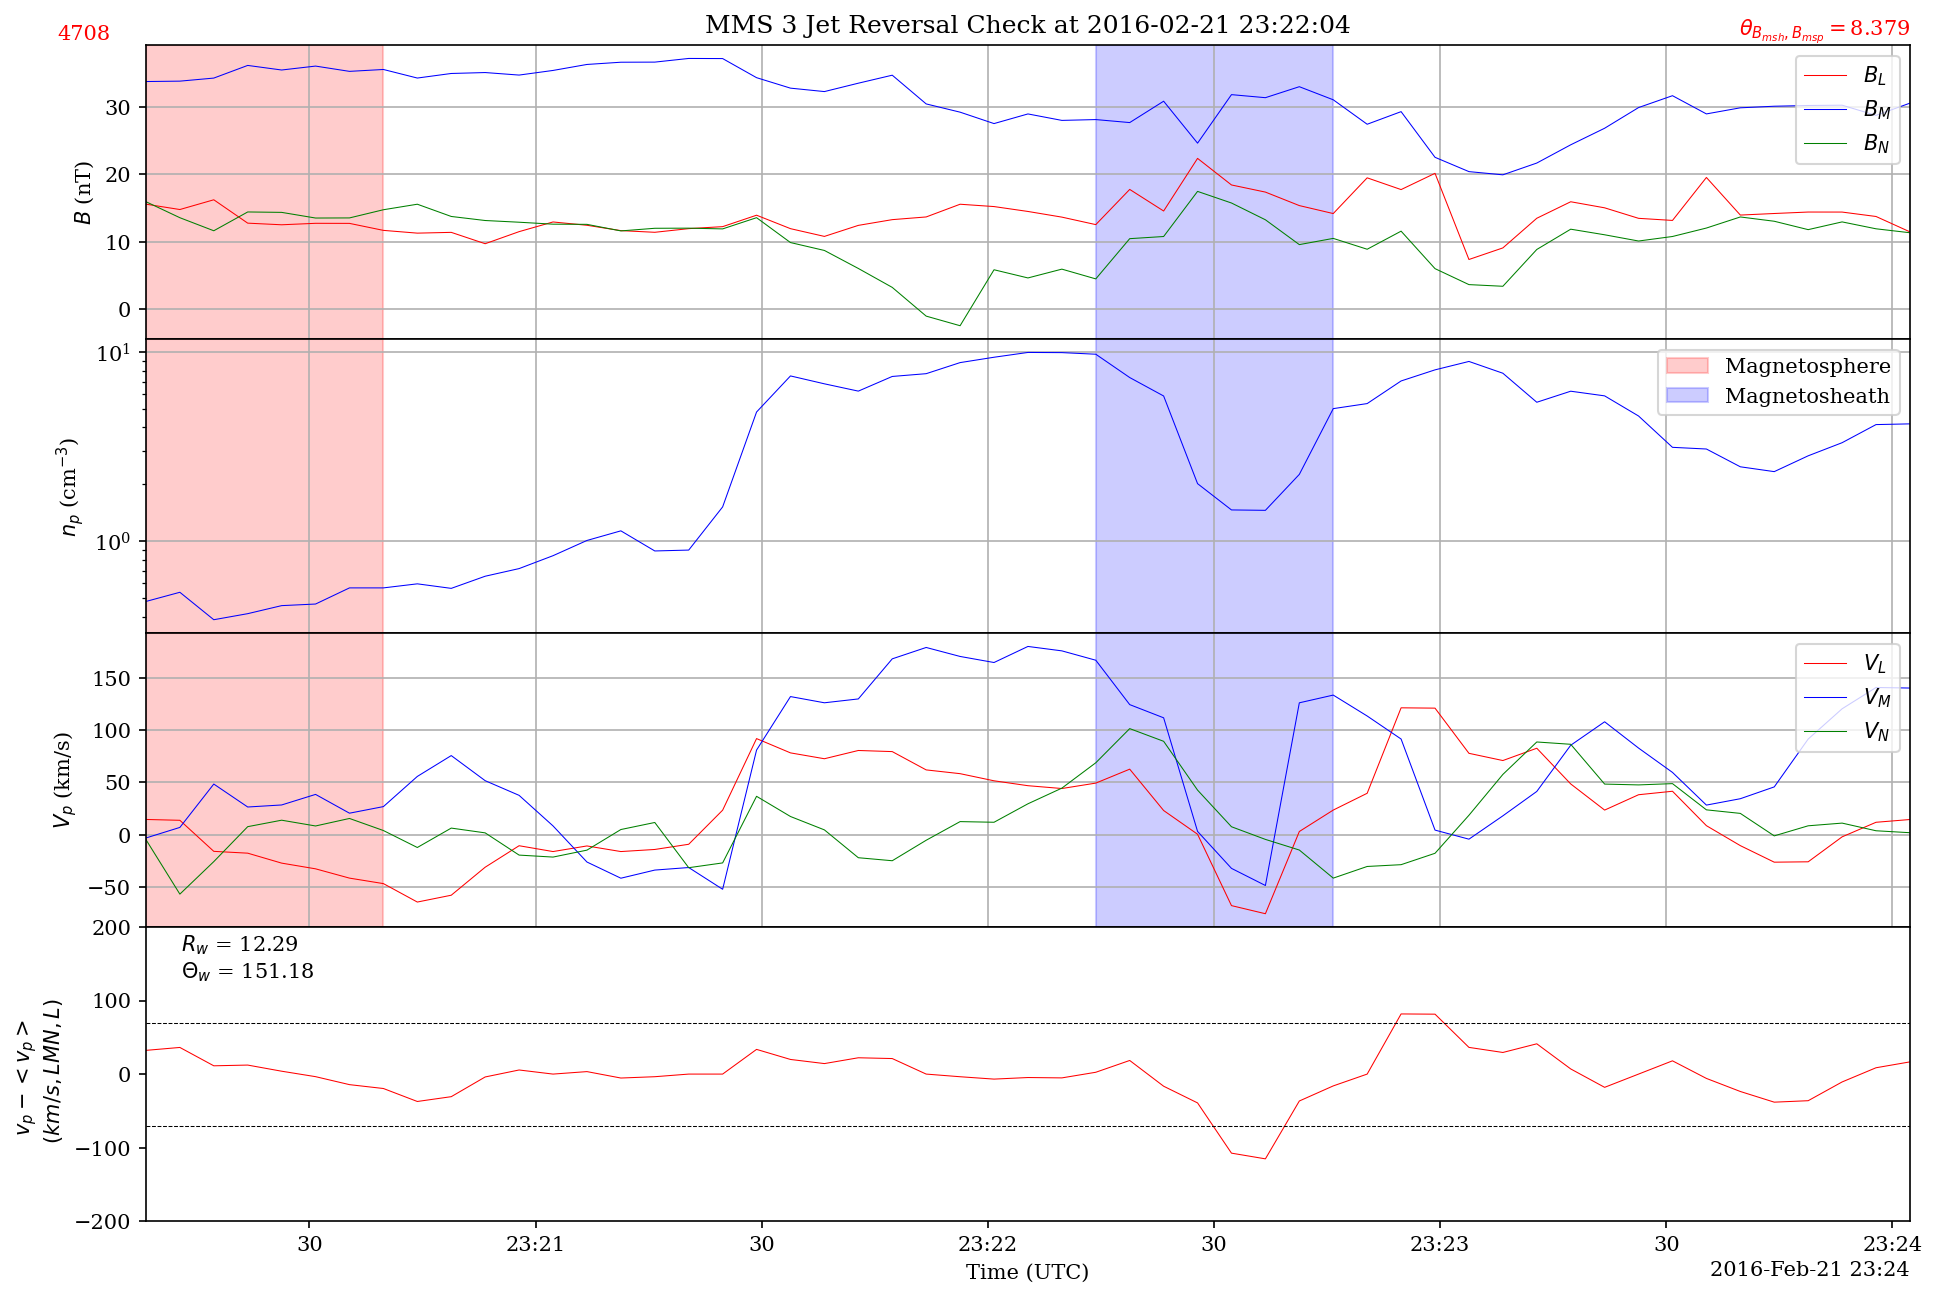 4708
MMS 3 Jet Reversal Check at 2016-02-21 23:22:04
θ_{B_{msh}, B_{msp}} = 8.379
B (nT)
30
20
10
0
B_L
B_M
B_N
n_p (cm^{-3})
10^1
10^0
Magnetosphere
Magnetosheath
V_p (km/s)
150
100
50
0
−50
V_L
V_M
V_N
v_p − < v_p >
(km/s, LMN, L)
200
100
0
−100
−200
R_w = 12.29
Θ_w = 151.18
30
23:21
30
23:22
30
23:23
30
23:24
Time (UTC)
2016-Feb-21 23:24